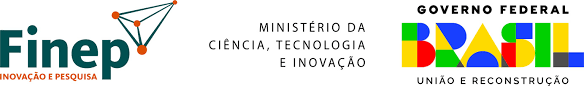 Finep
INOVAÇÃO E PESQUISA
MINISTÉRIO DA
CIÊNCIA, TECNOLOGIA
E INOVAÇÃO
GOVERNO FEDERAL
BRASIL
UNIÃO E RECONSTRUÇÃO